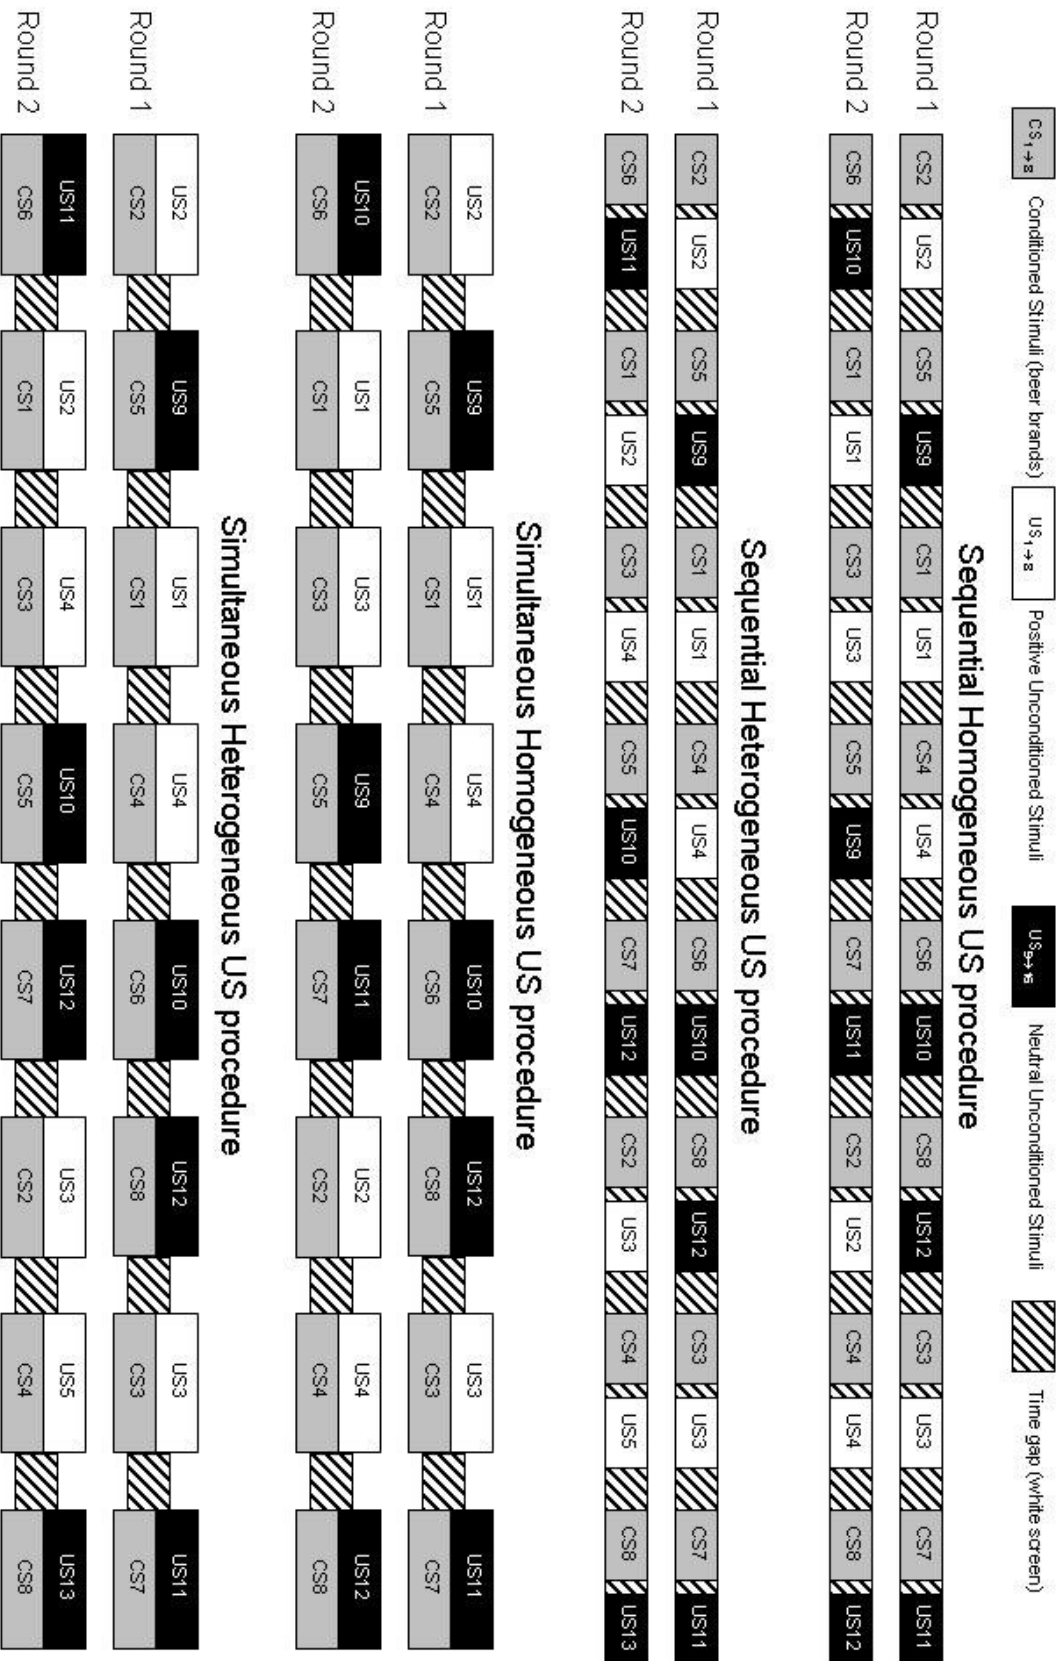 CS1→8 Conditioned Stimuli (beer brands) US1→8 Positive Unconditioned Stimuli US9→16 Neutral Unconditioned Stimuli Time gap (white screen)
Sequential Homogeneous US procedure
Round 1 CS2 US2 CS5 US9 CS1 US1 CS4 US4 CS6 US10 CS8 US12 CS3 US3 CS7 US11
Round 2 CS6 US10 CS1 US1 CS3 US3 CS5 US9 CS7 US11 CS2 US2 CS4 US4 CS8 US12
Sequential Heterogeneous US procedure
Round 1 CS2 US2 CS5 US9 CS1 US1 CS4 US4 CS6 US10 CS8 US12 CS3 US3 CS7 US11
Round 2 CS6 US11 CS1 US2 CS3 US4 CS5 US10 CS7 US12 CS2 US3 CS4 US5 CS8 US13
Simultaneous Homogeneous US procedure
US2 US9 US1 US4 US10 US12 US3 US11
Round 1 CS2 CS5 CS1 CS4 CS6 CS8 CS3 CS7
US10 US1 US3 US9 US11 US2 US4 US12
Round 2 CS6 CS1 CS3 CS5 CS7 CS2 CS4 CS8
Simultaneous Heterogeneous US procedure
US2 US9 US1 US4 US10 US12 US3 US11
Round 1 CS2 CS5 CS1 CS4 CS6 CS8 CS3 CS7
US11 US2 US4 US10 US12 US3 US5 US13
Round 2 CS6 CS1 CS3 CS5 CS7 CS2 CS4 CS8